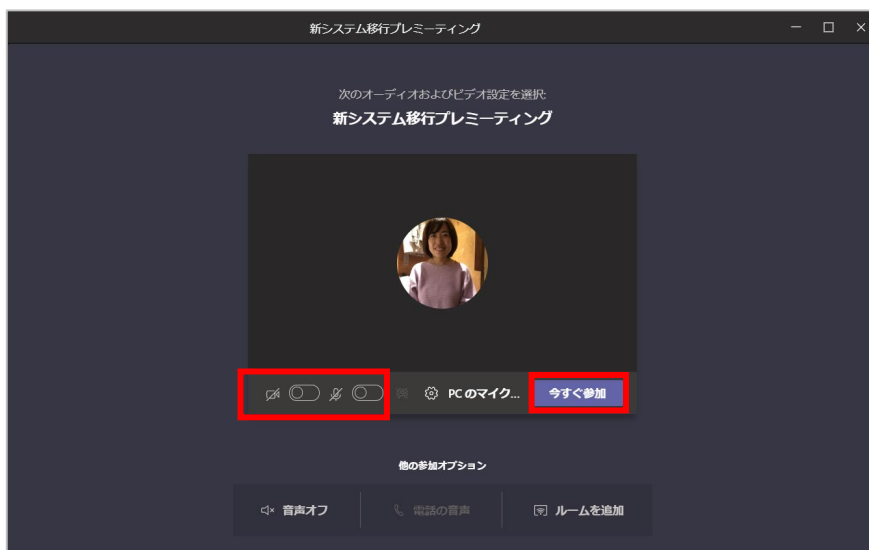 新システム移行プレミーティング
次のオーディオおよびビデオ設定を選択:
新システム移行プレミーティング
PC のマイク... 今すぐ参加
他の参加オプション
音声オフ 電話の音声 ルームを追加